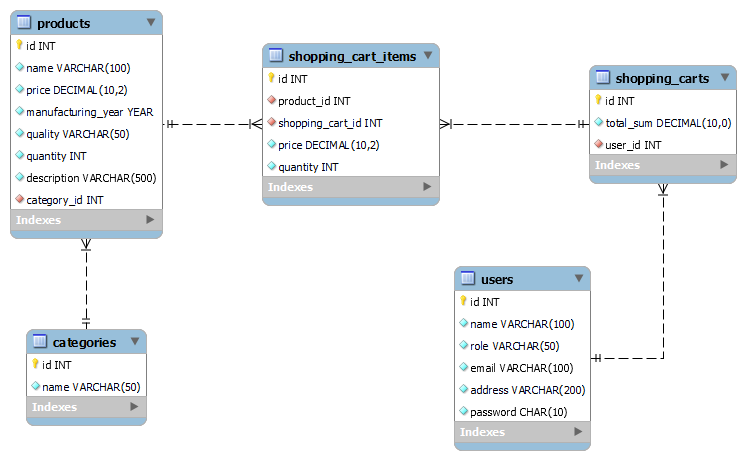 products
id INT
name VARCHAR(100)
price DECIMAL(10,2)
manufacturing_year YEAR
quality VARCHAR(50)
quantity INT
description VARCHAR(500)
category_id INT
Indexes
shopping_cart_items
id INT
product_id INT
shopping_cart_id INT
price DECIMAL(10,2)
quantity INT
Indexes
shopping_carts
id INT
total_sum DECIMAL(10,0)
user_id INT
Indexes
categories
id INT
name VARCHAR(50)
Indexes
users
id INT
name VARCHAR(100)
role VARCHAR(50)
email VARCHAR(100)
address VARCHAR(200)
password CHAR(10)
Indexes